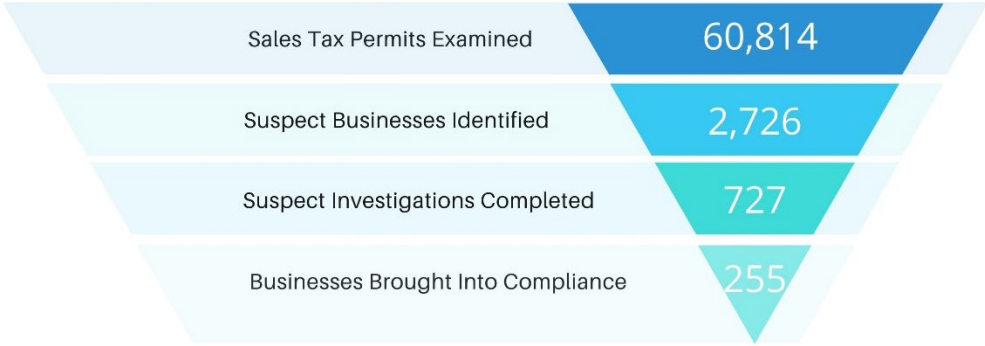 Sales Tax Permits Examined 60,814
Suspect Businesses Identified 2,726
Suspect Investigations Completed 727
Businesses Brought Into Compliance 255